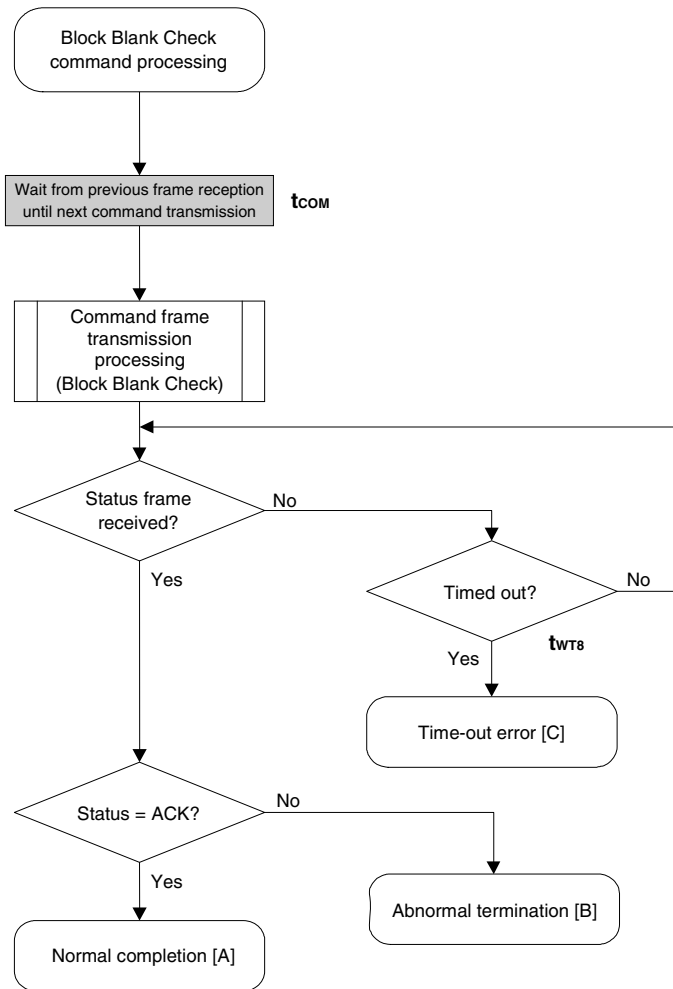 Block Blank Check
command processing
Wait from previous frame reception
until next command transmission
tCOM
Command frame
transmission
processing
(Block Blank Check)
Status frame
received?
No
Yes
Timed out?
No
tWT8
Yes
Time-out error [C]
Status = ACK?
No
Yes
Abnormal termination [B]
Normal completion [A]